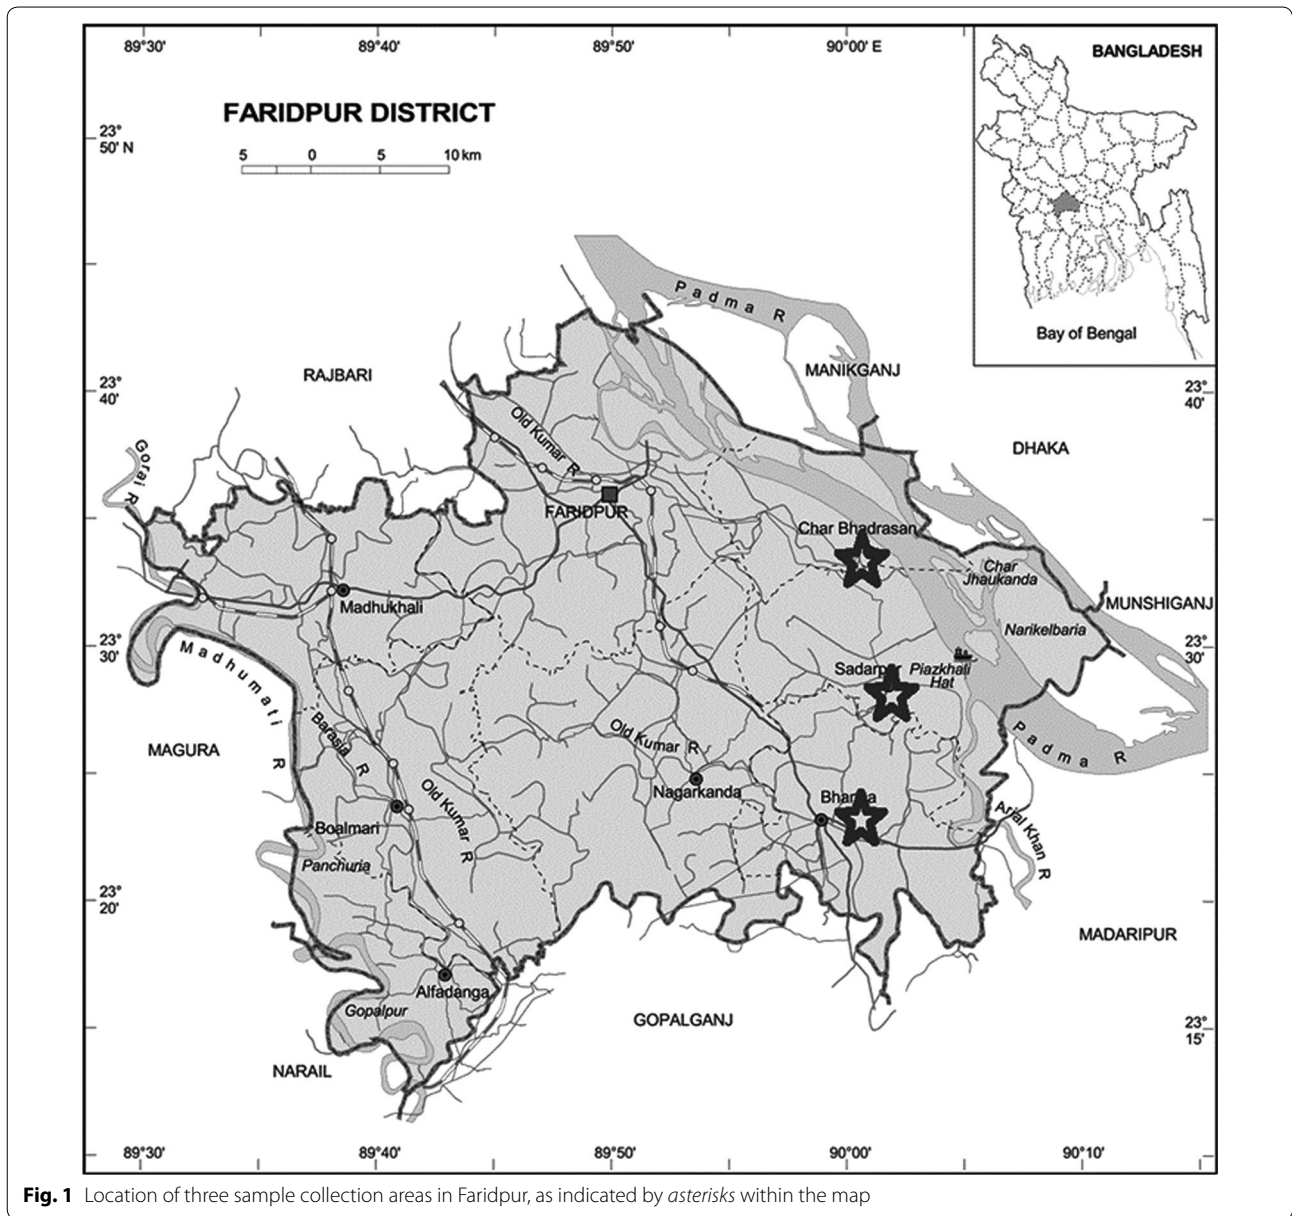 89°30'
89°40'
89°50'
90°00' E
BANGLADESH
FARIDPUR DISTRICT
23°
50' N
5 0 5 10 km
Padma R
Bay of Bengal
RAJBARI
MANIKGANJ
23°
40'
23°
40'
Old Kumar R
DHAKA
Gorai R
FARIDPUR
Char Bhadrasan
Char
Jhaukanda
Madhukhali
MUNSHIGANJ
Narikelbaria
23°
30'
23°
30'
Madhumati R
Sadarpur
Piazkhali
Hat
Barasia R
Old Kumar R
Padma R
MAGURA
Nagarkanda
Old Kumar R
Bhanga
Arial Khan R
Boalmari
Panchuria
23°
20'
MADARIPUR
Alfadanga
Gopalpur
GOPALGANJ
23°
15'
NARAIL
89°30'
89°40'
89°50'
90°00'
90°10'
Fig. 1 Location of three sample collection areas in Faridpur, as indicated by asterisks within the map